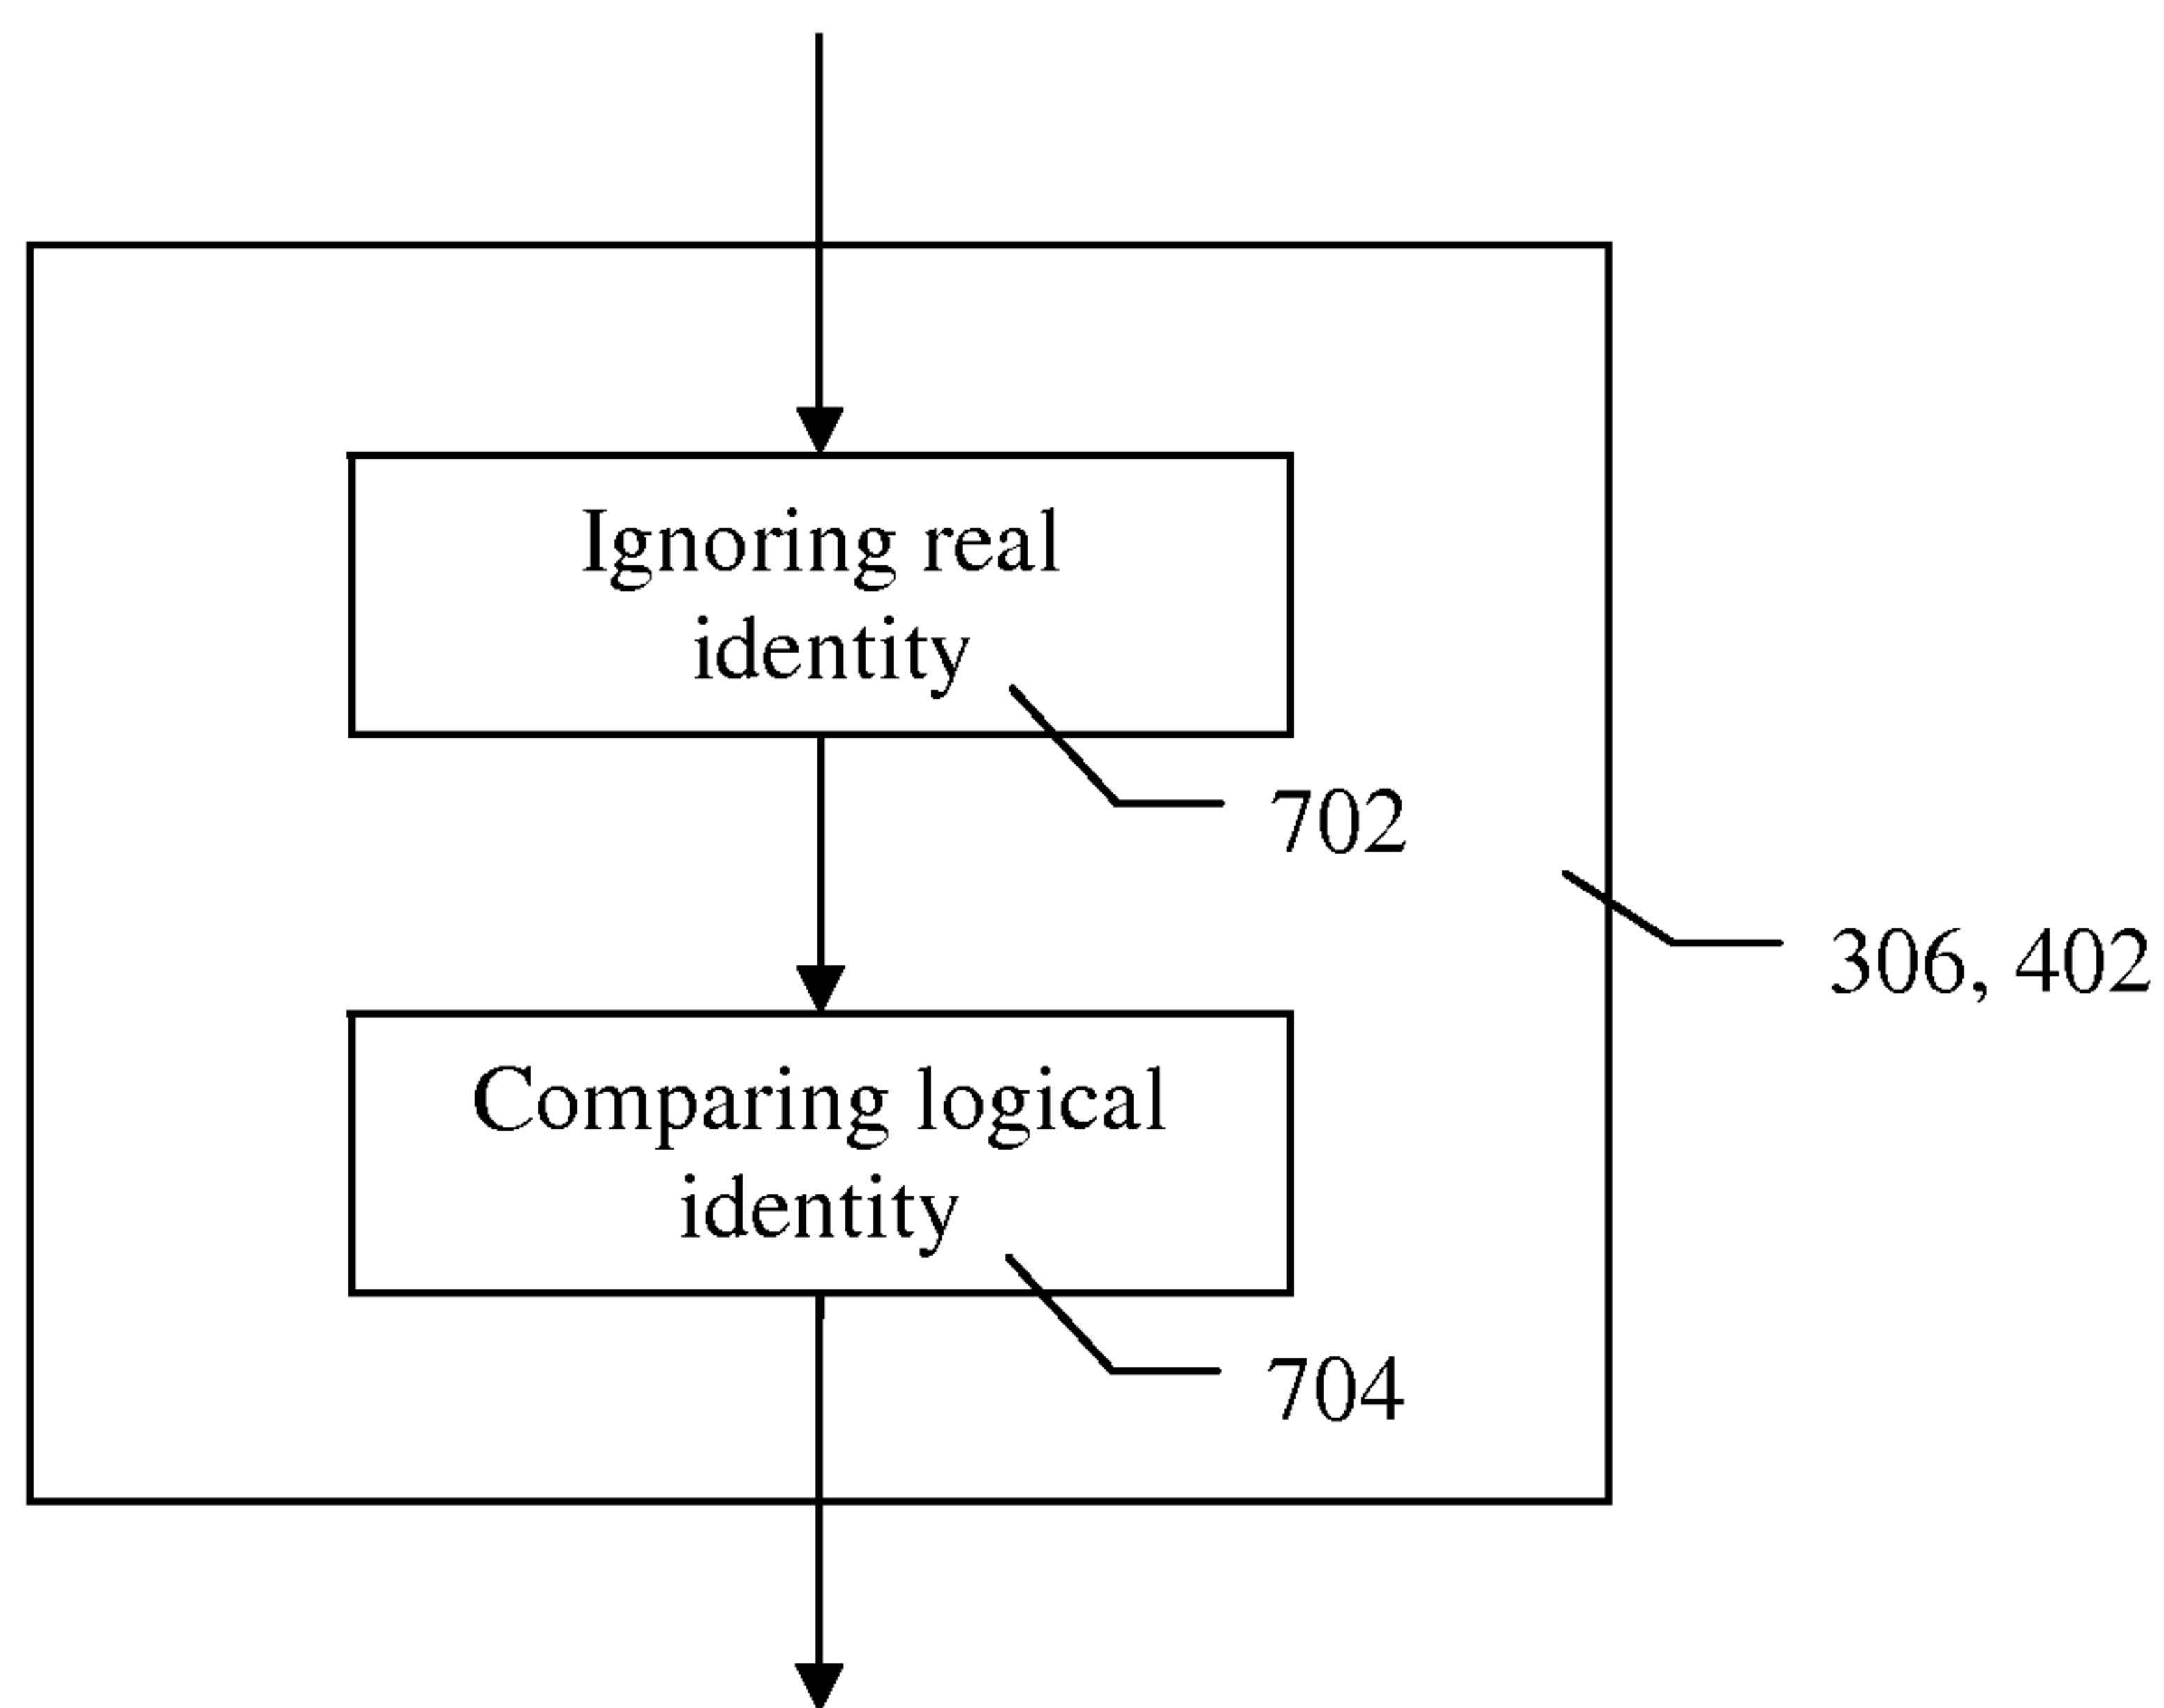 Ignoring real
identity
702
306, 402
Comparing logical
identity
704